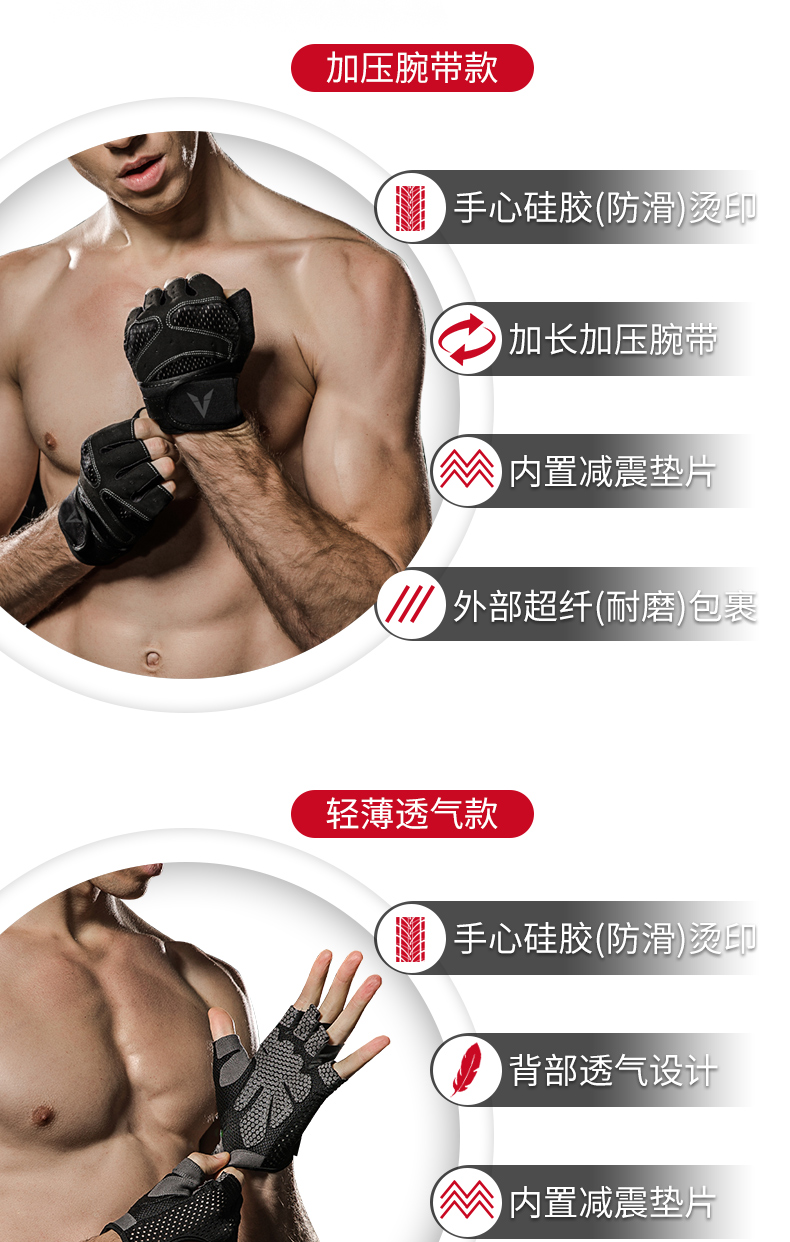 加压腕带款
手心硅胶(防滑)烫印
加长加压腕带
内置减震垫片
外部超纤(耐磨)包裹
轻薄透气款
手心硅胶(防滑)烫印
背部透气设计
内置减震垫片